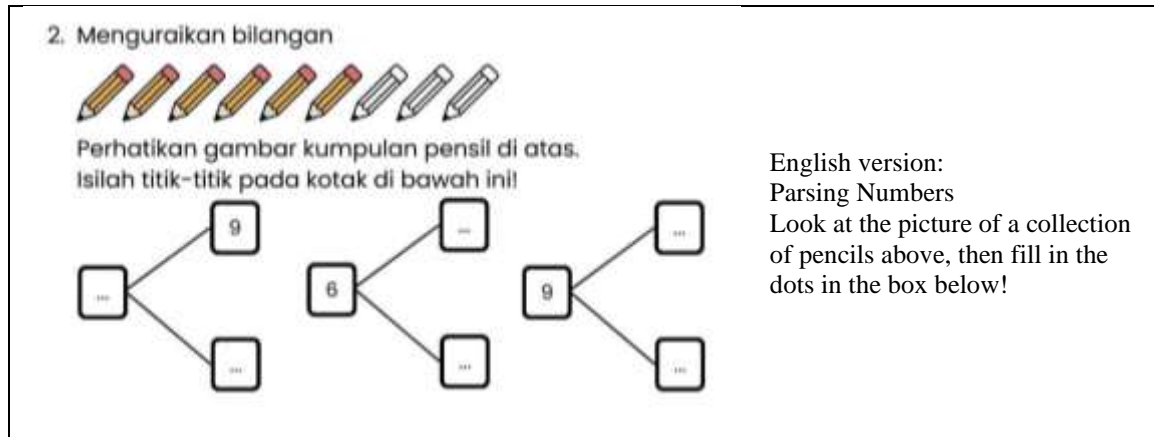 2. Menguraikan bilangan
Perhatikan gambar kumpulan pensil di atas.
Isilah titik-titik pada kotak di bawah ini!
9
...
...
...
6
...
...
9
...
English version:
Parsing Numbers
Look at the picture of a collection
of pencils above, then fill in the
dots in the box below!